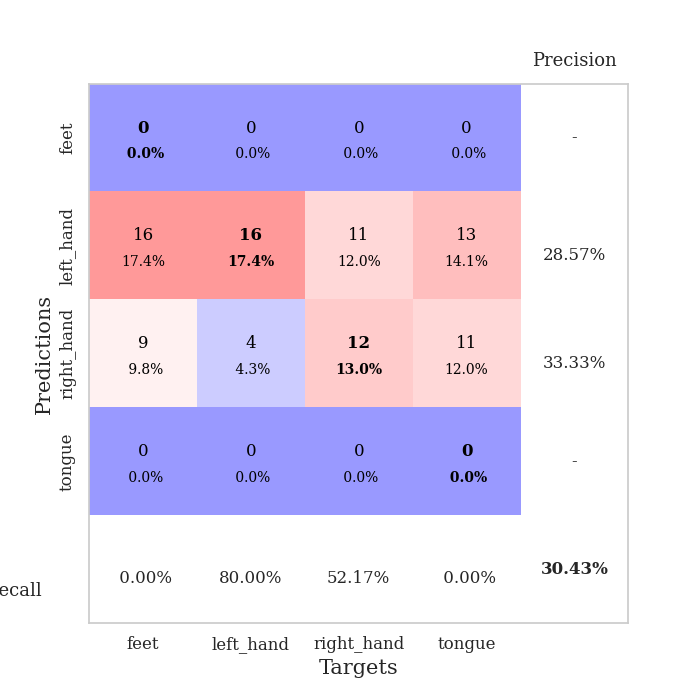 Precision
feet
0 0 0 0
0.0% 0.0% 0.0% 0.0%
-
left_hand
16 16 11 13
17.4% 17.4% 12.0% 14.1%
28.57%
right_hand
9 4 12 11
9.8% 4.3% 13.0% 12.0%
33.33%
tongue
0 0 0 0
0.0% 0.0% 0.0% 0.0%
-
Predictions
ecall
0.00% 80.00% 52.17% 0.00%
30.43%
feet left_hand right_hand tongue
Targets